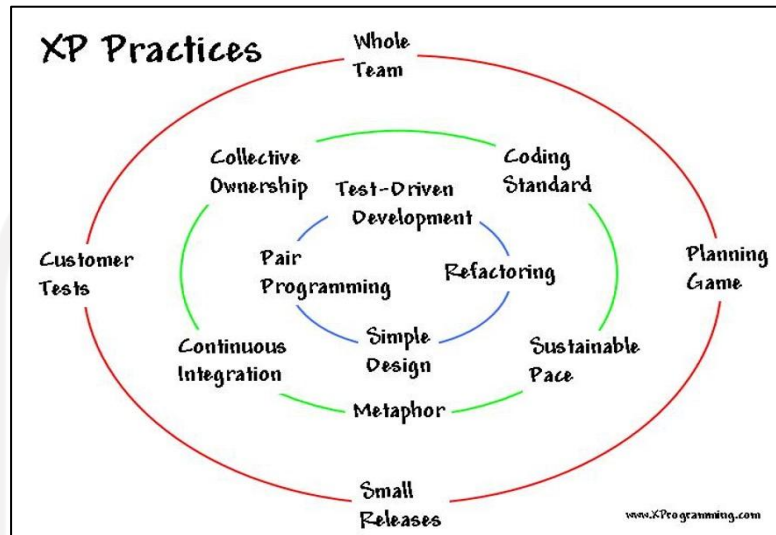 XP Practices
Whole
Team
Collective
Ownership
Coding
Standard
Test-Driven
Development
Customer
Tests
Pair
Programming
Refactoring
Planning
Game
Continuous
Integration
Simple
Design
Sustainable
Pace
Metaphor
Small
Releases
www.XProgramming.com